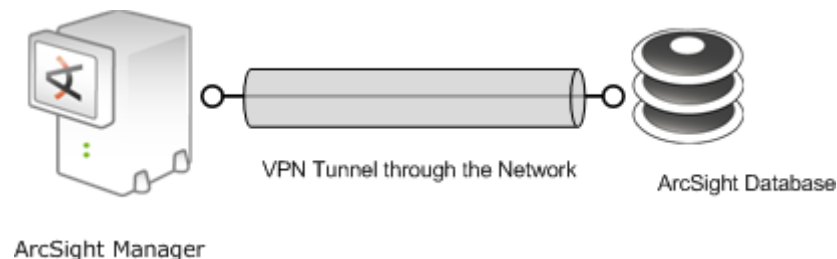 VPN Tunnel through the Network
ArcSight Database
ArcSight Manager